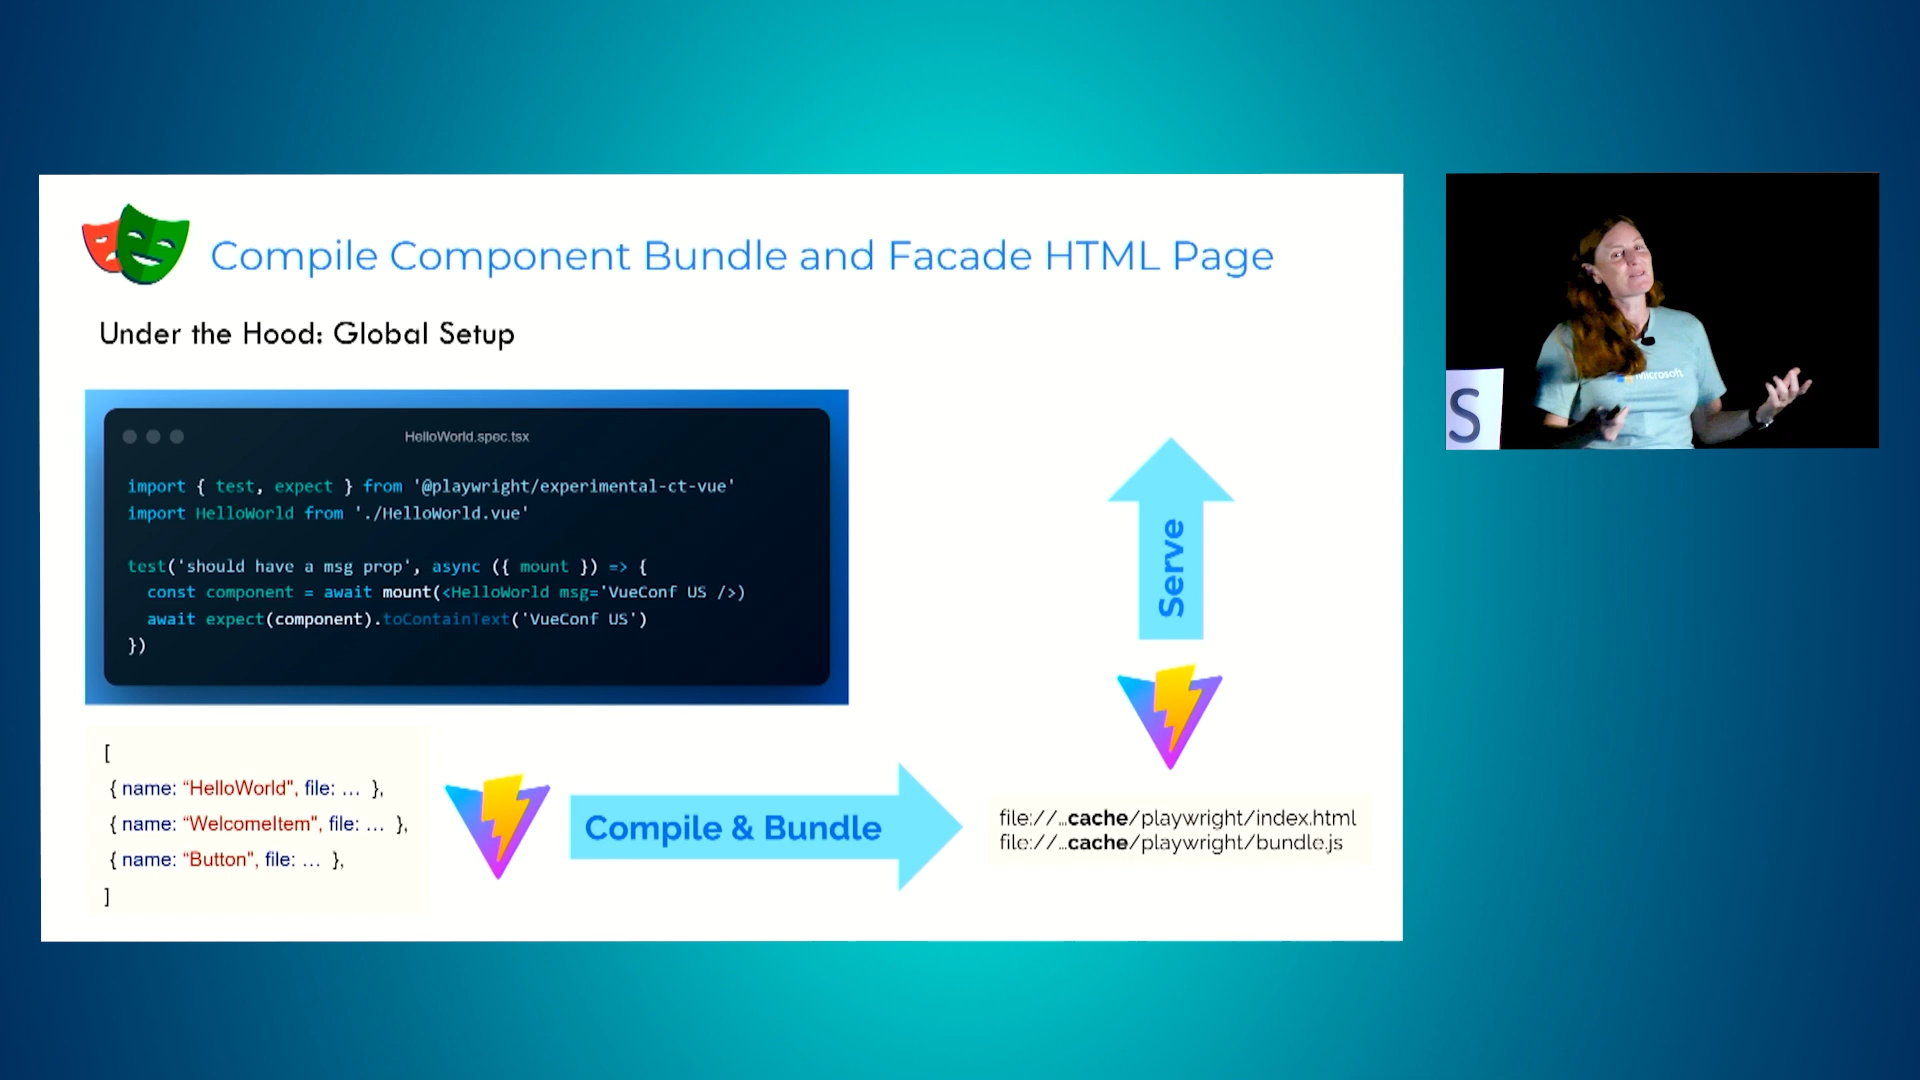 Compile Component Bundle and Facade HTML Page
Under the Hood: Global Setup
HelloWorld.spec.tsx
import { test, expect } from '@playwright/experimental-ct-vue'
import HelloWorld from './HelloWorld.vue'
test('should have a msg prop', async ({ mount }) => {
const component = await mount(<HelloWorld msg='VueConf US />)
await expect(component).toContainText('VueConf US')
})
[
{ name: “HelloWorld", file: … },
{ name: “WelcomeItem", file: … },
{ name: “Button", file: … },
]
Compile & Bundle
Serve
file://…cache/playwright/index.html
file://…cache/playwright/bundle.js
Microsoft
S